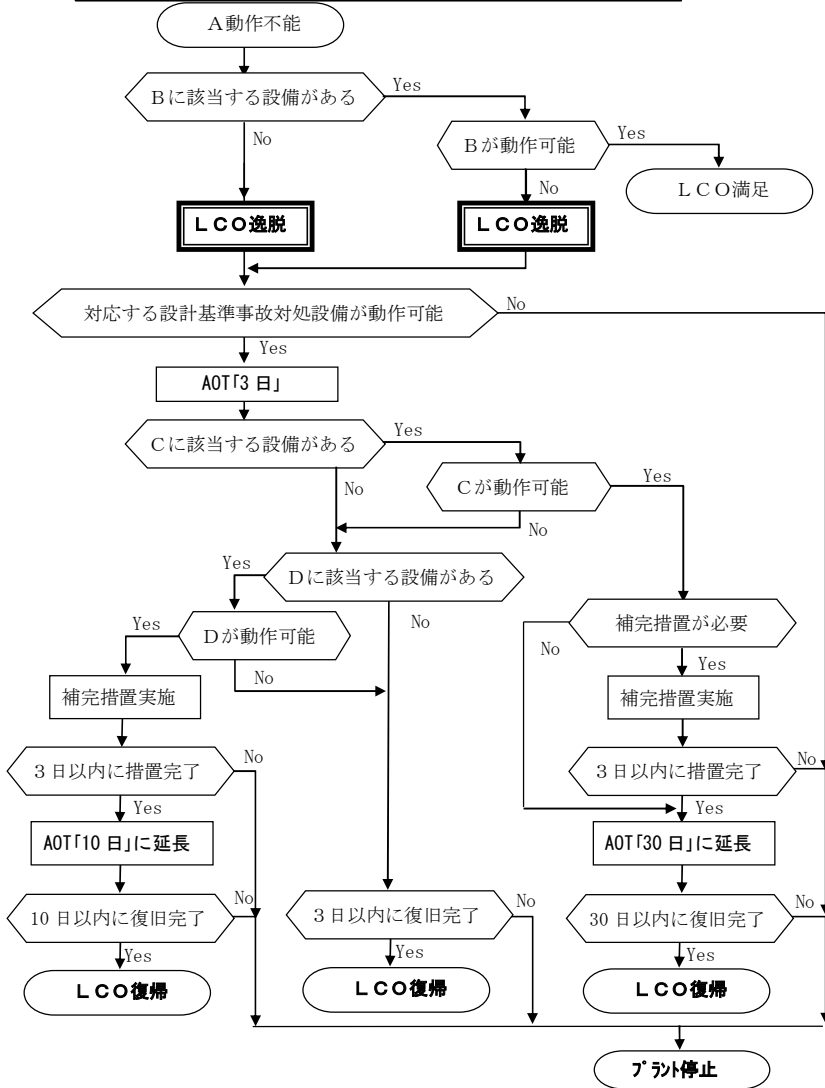 A動作不能
Bに該当する設備がある
Yes
No
Bが動作可能
Yes
No
LCO満足
LCO逸脱
LCO逸脱
対応する設計基準事故対処設備が動作可能
No
Yes
AOT「3 日」
Cに該当する設備がある
Yes
No
Cが動作可能
Yes
No
Dに該当する設備がある
Yes
No
Dが動作可能
Yes
No
補完措置が必要
No
Yes
補完措置実施
補完措置実施
3日以内に措置完了
No
Yes
3日以内に措置完了
No
Yes
AOT「10 日」に延長
AOT「30 日」に延長
10日以内に復旧完了
No
Yes
3日以内に復旧完了
No
Yes
30日以内に復旧完了
No
Yes
LCO復帰
LCO復帰
LCO復帰
プラント停止